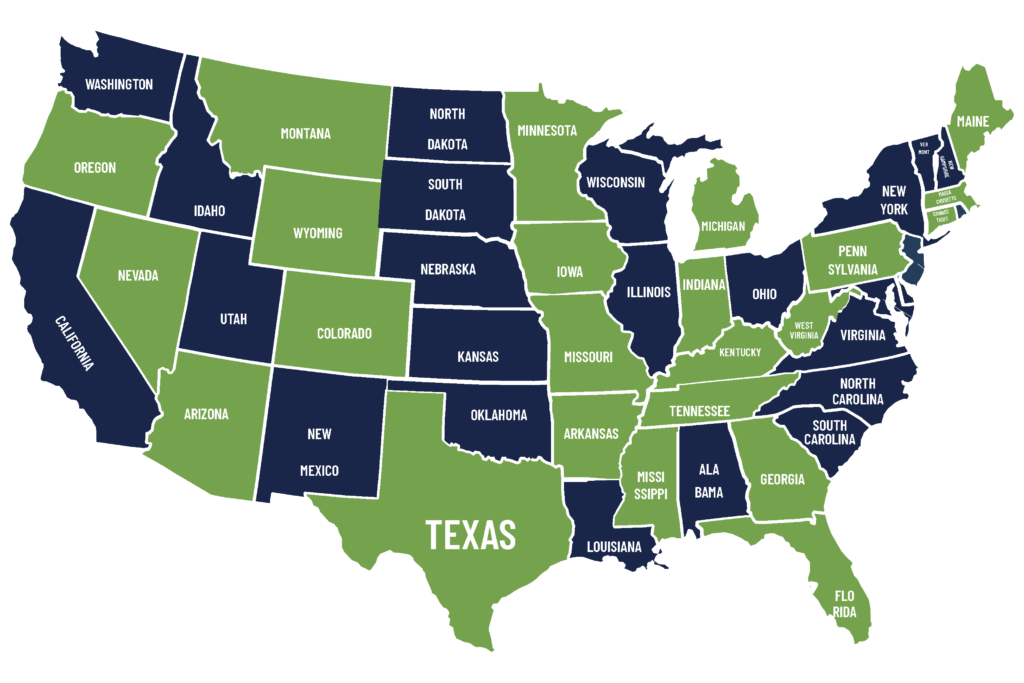 WASHINGTON
OREGON
CALIFORNIA
NEVADA
IDAHO
MONTANA
WYOMING
UTAH
COLORADO
ARIZONA
NEW
MEXICO
NORTH
DAKOTA
SOUTH
DAKOTA
NEBRASKA
KANSAS
OKLAHOMA
TEXAS
MINNESOTA
IOWA
MISSOURI
ARKANSAS
LOUISIANA
WISCONSIN
ILLINOIS
MICHIGAN
INDIANA
OHIO
KENTUCKY
TENNESSEE
MISSI
SSIPPI
ALA
BAMA
GEORGIA
FLO
RIDA
SOUTH
CAROLINA
NORTH
CAROLINA
VIRGINIA
WEST
VIRGINIA
PENN
SYLVANIA
NEW
YORK
VER
MONT
NEW
HAMPSHIRE
MAINE
MASSA
CHUSETTS
CONNEC
TICUT